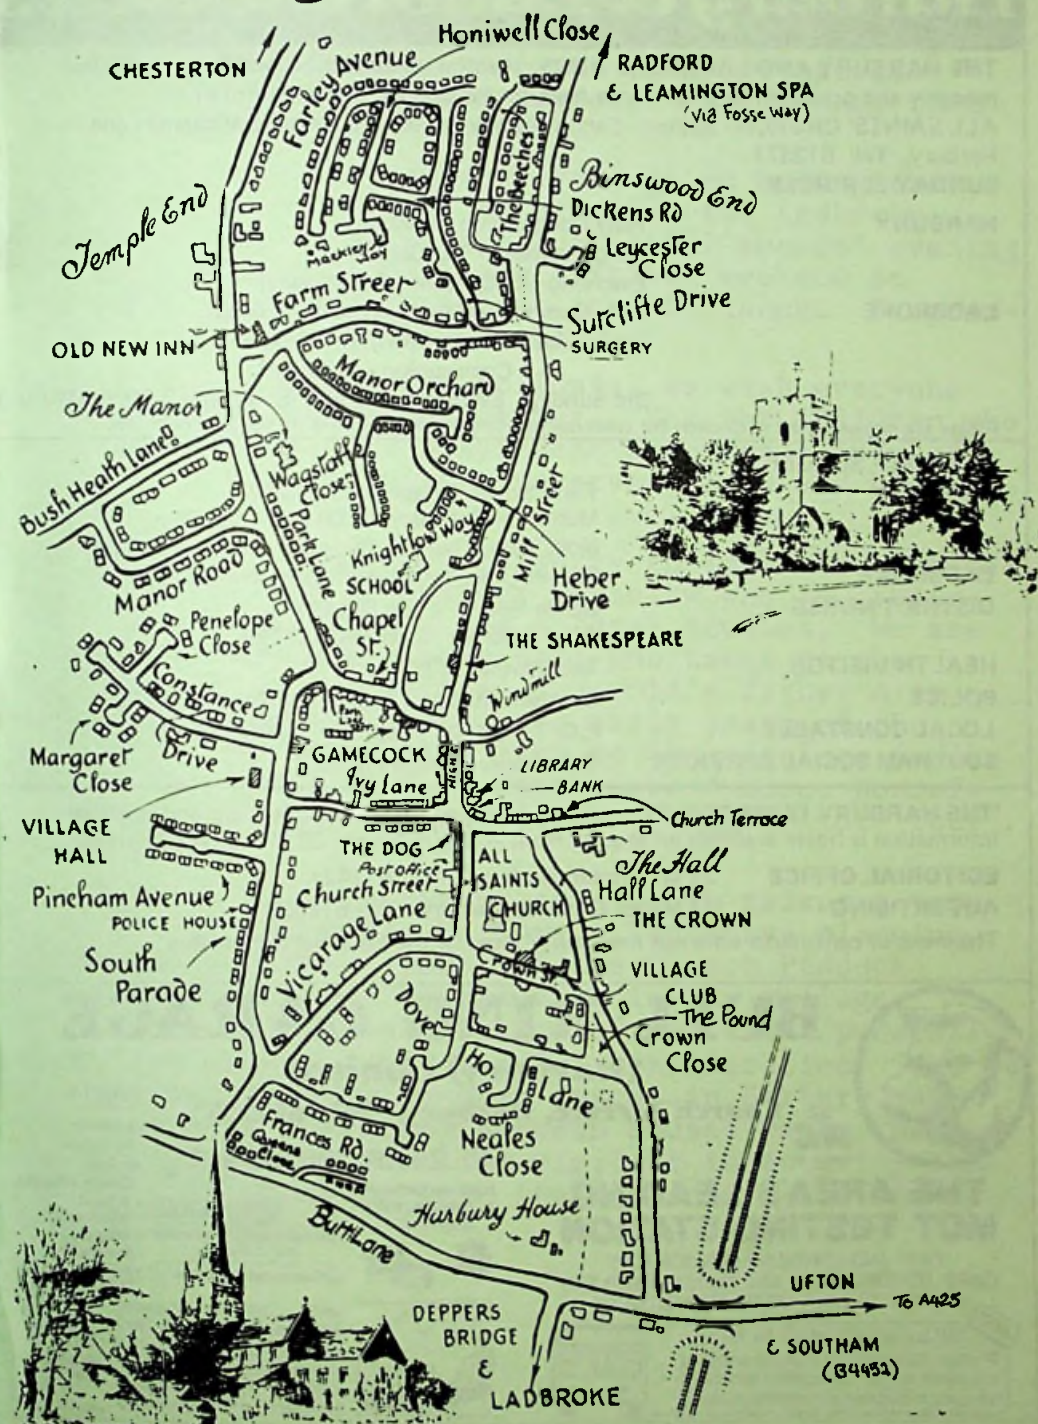 Honiwell Close
CHESTERTON
Farley Avenue
RADFORD
& LEAMINGTON SPA
(via Fosse Way)
The Beeches
Binswood End
Dickens Rd
Temple End
Mackley
Leycester
Close
Farm Street
Sutcliffe Drive
OLD NEW INN
SURGERY
Manor Orchard
The Manor
Bush Heath Lane
Wagstaff
Close
Park Lane
Mill Street
Knightlow Way
SCHOOL
Manor Road
Heber
Drive
Chapel
St.
Penelope
Close
THE SHAKESPEARE
Windmill
Constance
Drive
Margaret
Close
GAMECOCK
HIGH
LIBRARY
BANK
Ivy Lane
Church Terrace
VILLAGE
HALL
THE DOG
Post office
ALL
SAINTS
CHURCH
The Hall
Hall Lane
Church Street
Pincham Avenue
POLICE HOUSE
THE CROWN
Vicarage Lane
South
Parade
Crown St.
VILLAGE
CLUB
The Pound
Crown
Close
Dove
Ho.
Lane
Frances Rd.
Queens
Close
Neales
Close
Harbury House
Butt Lane
UFTON
To A425
DEPPERS
BRIDGE
&
LADBROKE
& SOUTHAM
(B4452)